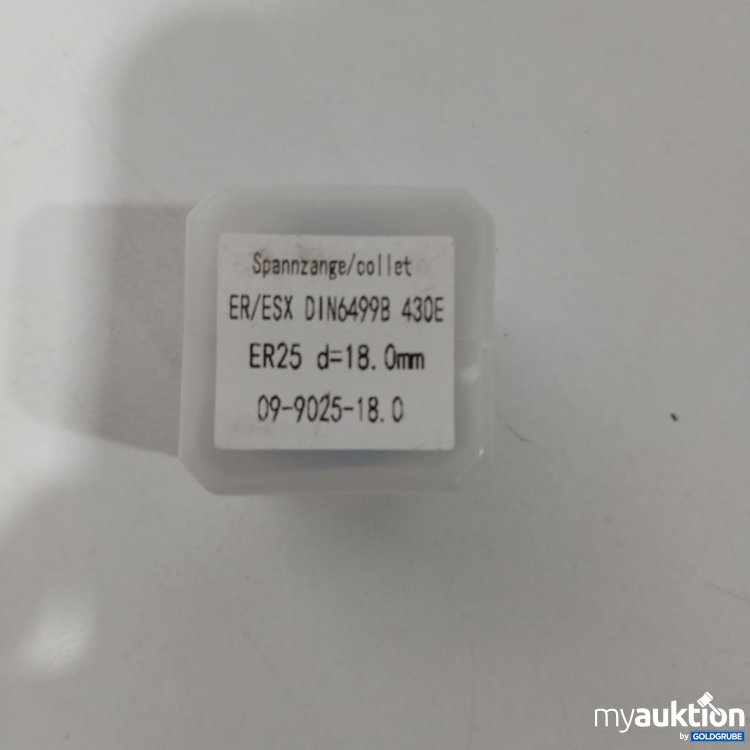 Spannzange/collet
ER/ESX DIN6499B 430E
ER25 d=18.0mm
09-9025-18.0
myauktion
by GOLDGRUBE